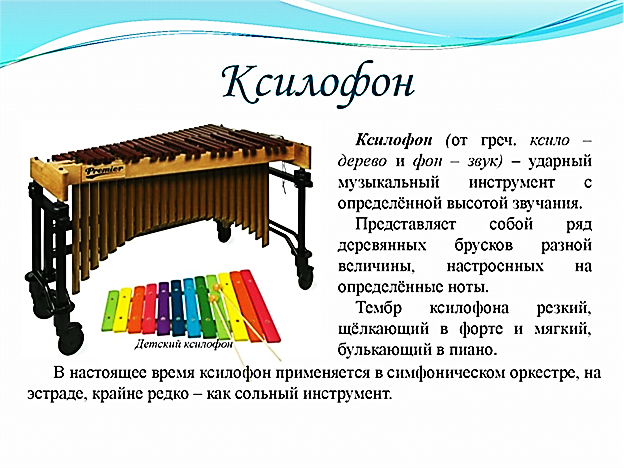 Ксилофон
Ксилофон (от греч. ксило –
дерево и фон – звук) – ударный
музыкальный инструмент с
определённой высотой звучания.
Представляет собой ряд
деревянных брусков разной
величины, настроенных на
определённые ноты.
Тембр ксилофона резкий,
щёлкающий в форте и мягкий,
булькающий в пиано.
Premier
Детский ксилофон
В настоящее время ксилофон применяется в симфоническом оркестре, на
эстраде, крайне редко – как сольный инструмент.